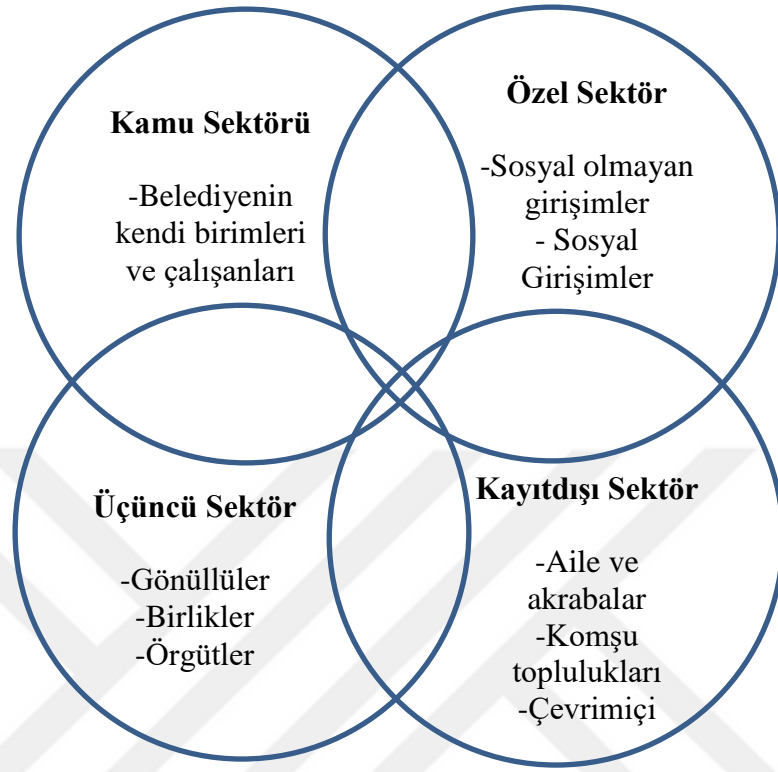 Kamu Sektörü
-Belediyenin
kendi birimleri
ve çalışanları
Özel Sektör
-Sosyal olmayan
girişimler
- Sosyal
Girişimler
Üçüncü Sektör
-Gönüllüler
-Birlikler
-Örgütler
Kayıtdışı Sektör
-Aile ve
akrabalar
-Komşu
toplulukları
-Çevrimiçi